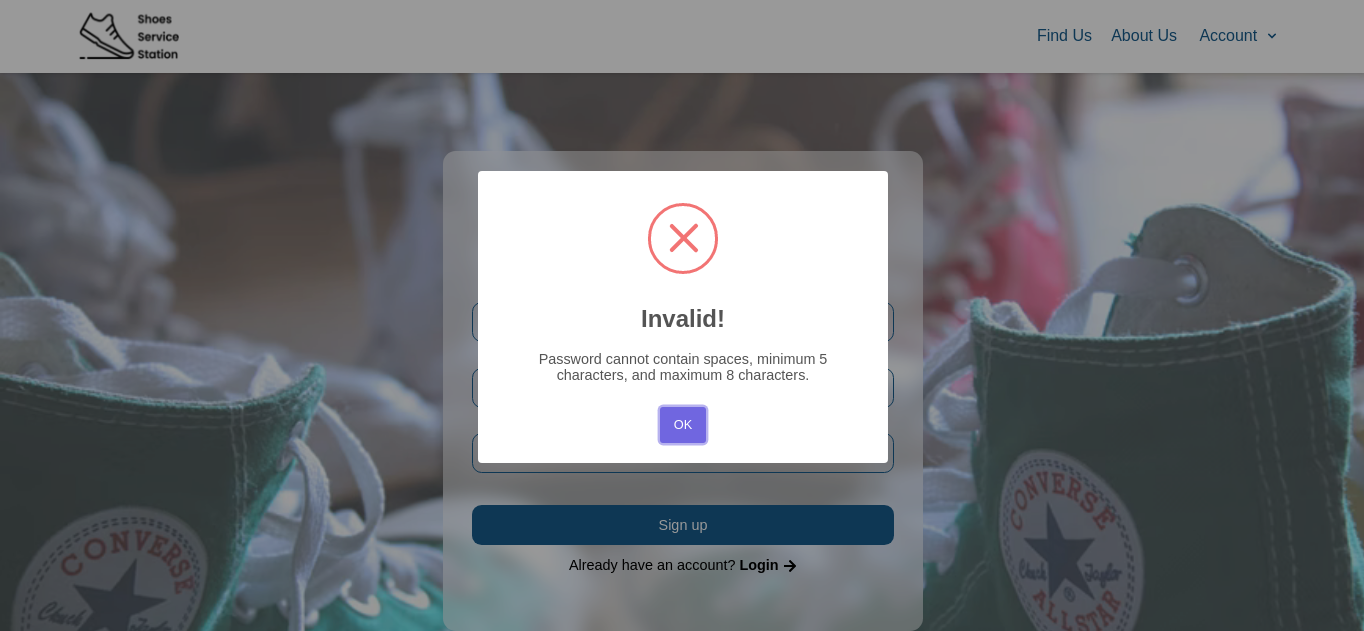 Shoes
Service
Station
Find Us
About Us
Account
Invalid!
Password cannot contain spaces, minimum 5
characters, and maximum 8 characters.
OK
Sign up
Already have an account? Login
CONVERSE
Chuck Taylor
CONVERSE
Chuck Taylor
®
ALL STAR